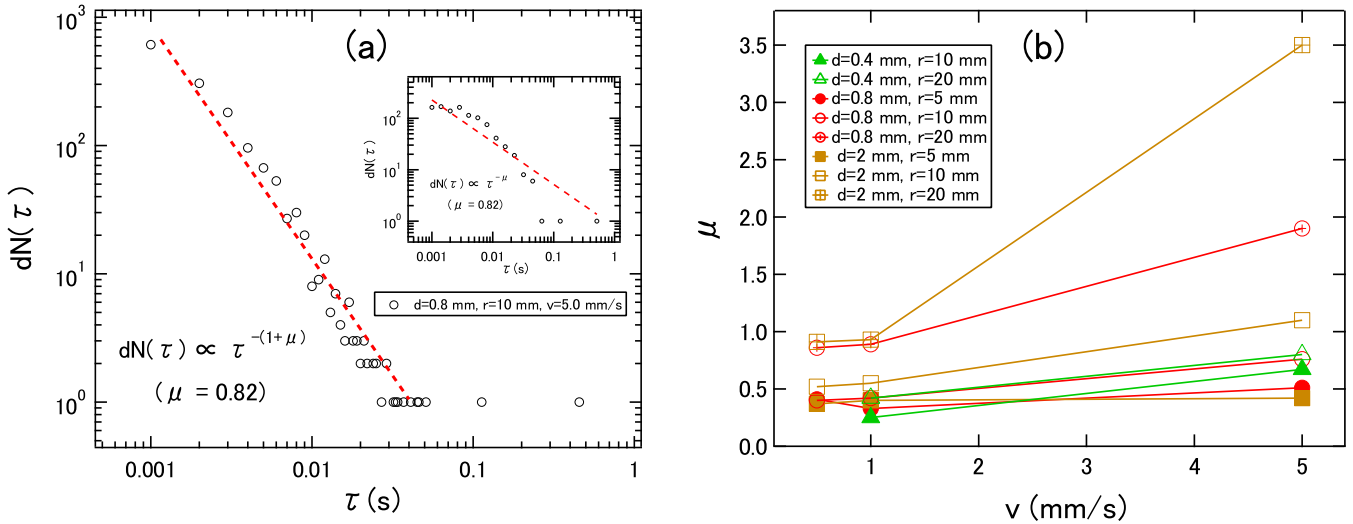 (a)
10³
10²
10¹
10⁰
dN(τ)
0.001 0.01 0.1 1
τ(s)
dN(τ) ∝ τ^-(1+μ)
(μ = 0.82)
d=0.8 mm, r=10 mm, v=5.0 mm/s
10²
10¹
10⁰
dN(τ)
dN(τ) ∝ τ^-μ
(μ = 0.82)
0.001 0.01 0.1 1
τ(s)
(b)
d=0.4 mm, r=10 mm
d=0.4 mm, r=20 mm
d=0.8 mm, r=5 mm
d=0.8 mm, r=10 mm
d=0.8 mm, r=20 mm
d=2 mm, r=5 mm
d=2 mm, r=10 mm
d=2 mm, r=20 mm
3.5
3.0
2.5
2.0
1.5
1.0
0.5
0.0
μ
1 2 3 4 5
v (mm/s)